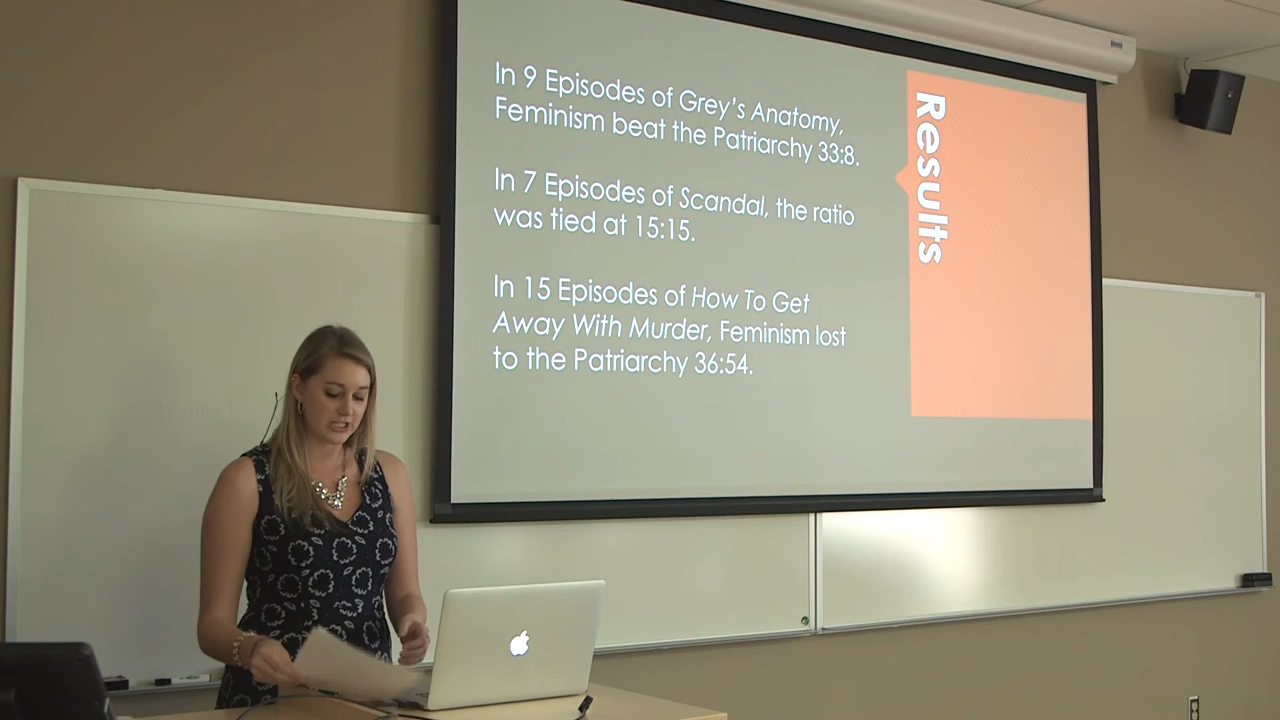 In 9 Episodes of Grey's Anatomy,
Feminism beat the Patriarchy 33:8.
In 7 Episodes of Scandal, the ratio
was tied at 15:15.
In 15 Episodes of How To Get
Away With Murder, Feminism lost
to the Patriarchy 36:54.
Results